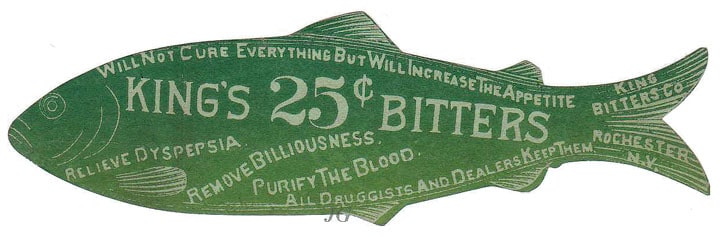 WILL NOT CURE EVERYTHING BUT WILL INCREASE THE APPETITE
KING'S 25¢ BITTERS
KING
BITTERS CO
ROCHESTER
N.Y.
RELIEVE DYSPEPSIA
REMOVE BILLIOUSNESS.
PURIFY THE BLOOD.
ALL DRUGGISTS AND DEALERS KEEP THEM
JG